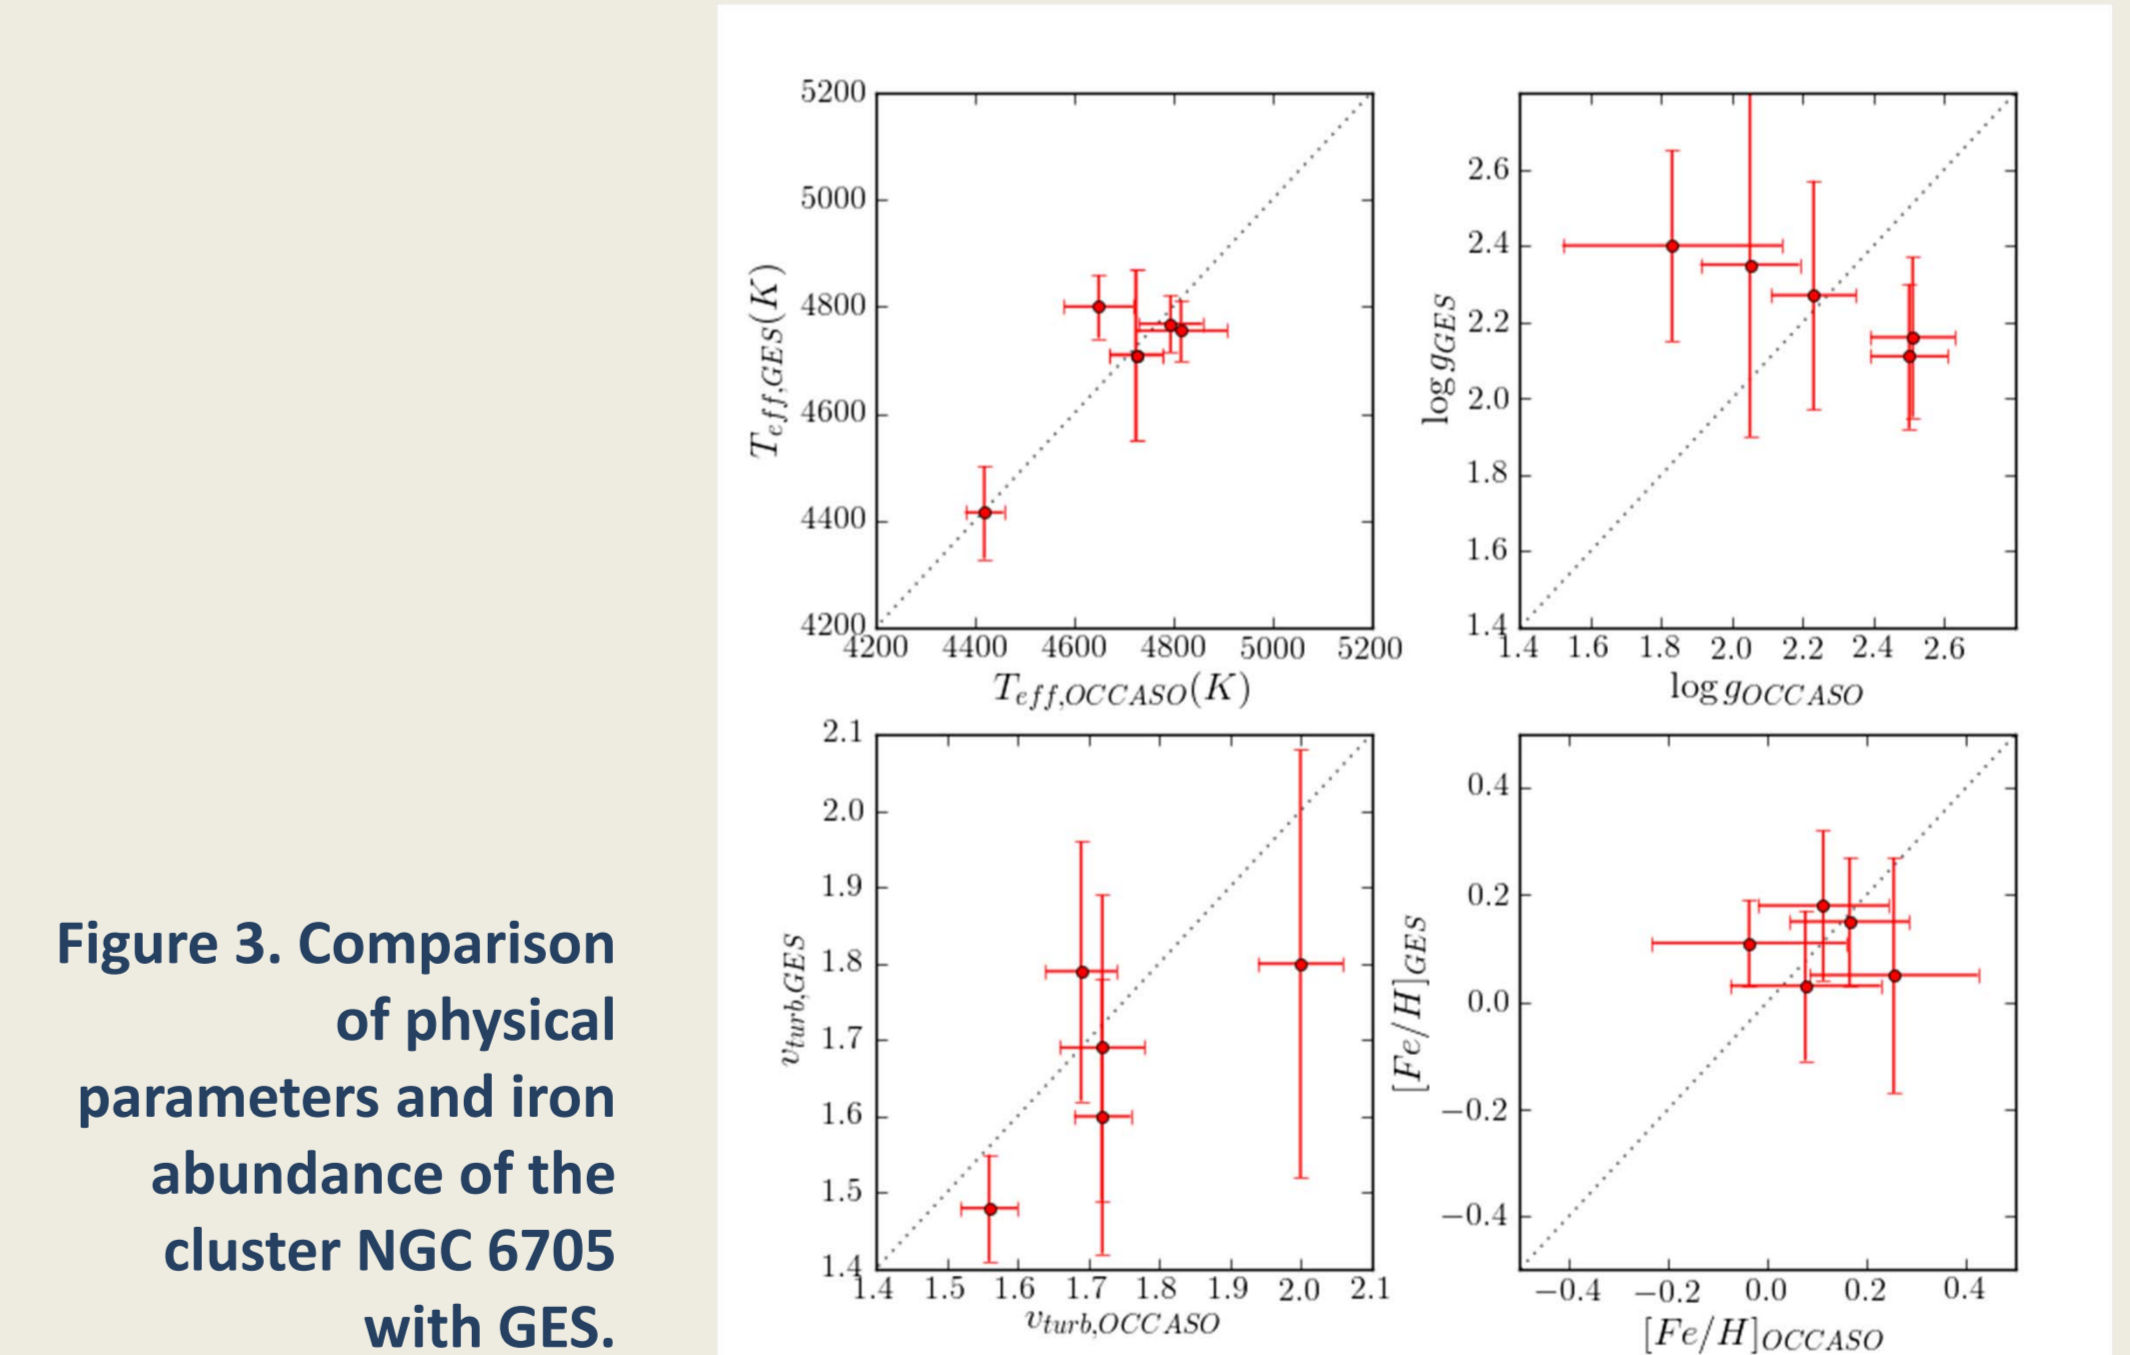 Figure 3. Comparison
of physical
parameters and iron
abundance of the
cluster NGC 6705
with GES.
5200
5000
4800
4600
4400
4200
T_eff,GES(K)
4200 4400 4600 4800 5000 5200
T_eff,OCCASO(K)
2.6
2.4
2.2
2.0
1.8
1.6
1.4
log g_GES
1.4 1.6 1.8 2.0 2.2 2.4 2.6
log g_OCCASO
2.1
2.0
1.9
1.8
1.7
1.6
1.5
1.4
v_turb,GES
1.4 1.5 1.6 1.7 1.8 1.9 2.0 2.1
v_turb,OCCASO
0.4
0.2
0.0
−0.2
−0.4
[Fe/H]_GES
−0.4 −0.2 0.0 0.2 0.4
[Fe/H]_OCCASO